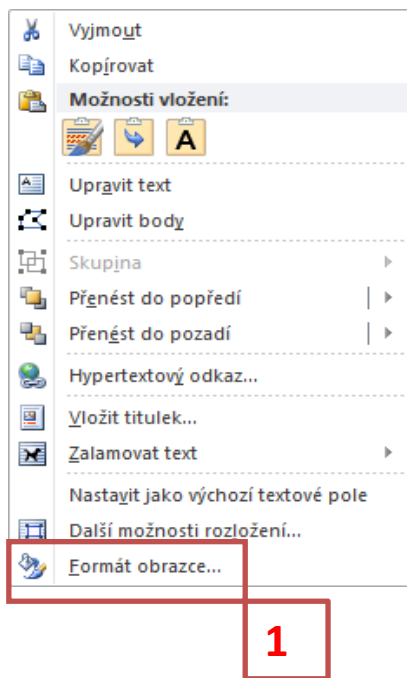 Vyjmout
Kopírovat
Možnosti vložení:
A
Upravit text
Upravit body
Skupina
Přenést do popředí
Přenést do pozadí
Hypertextový odkaz...
Vložit titulek...
Zalamovat text
Nastavit jako výchozí textové pole
Další možnosti rozložení...
Formát obrazce...
1